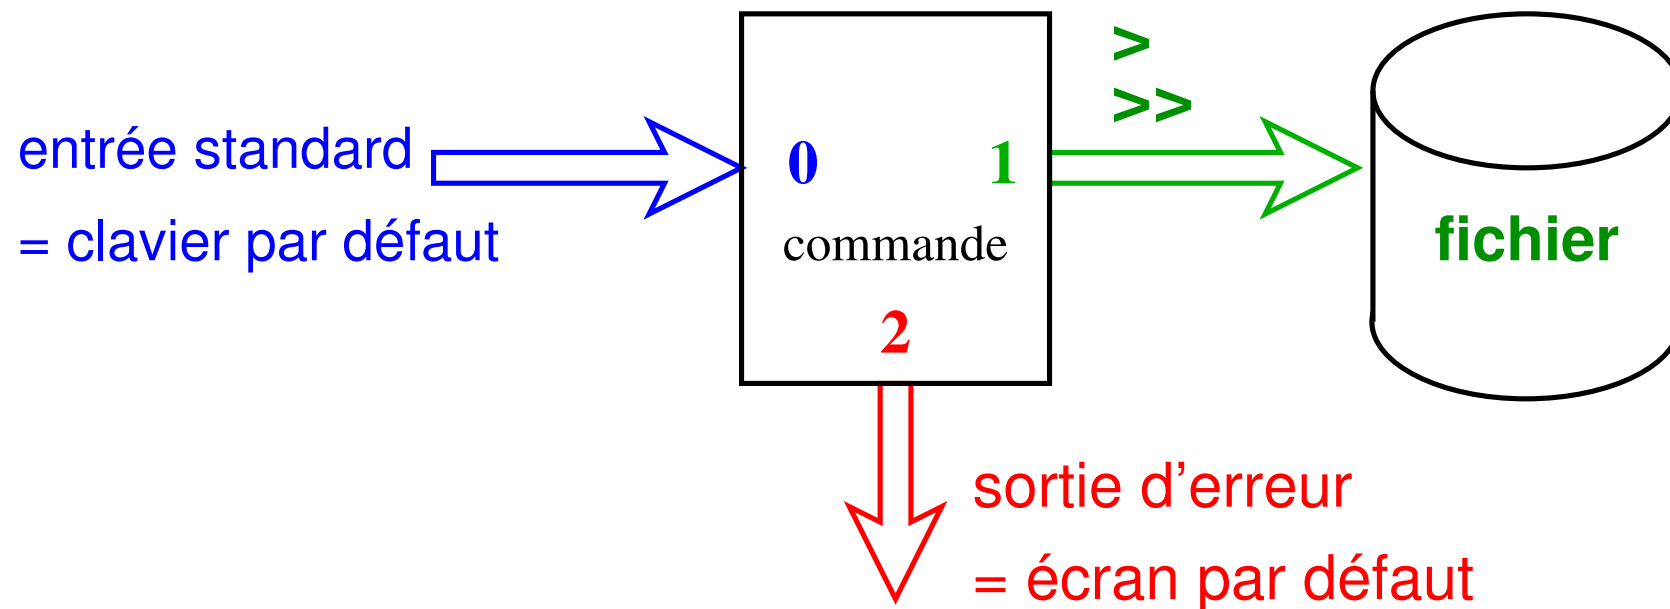 >
>>
entrée standard
= clavier par défaut
0
1
commande
2
fichier
sortie d'erreur
= écran par défaut